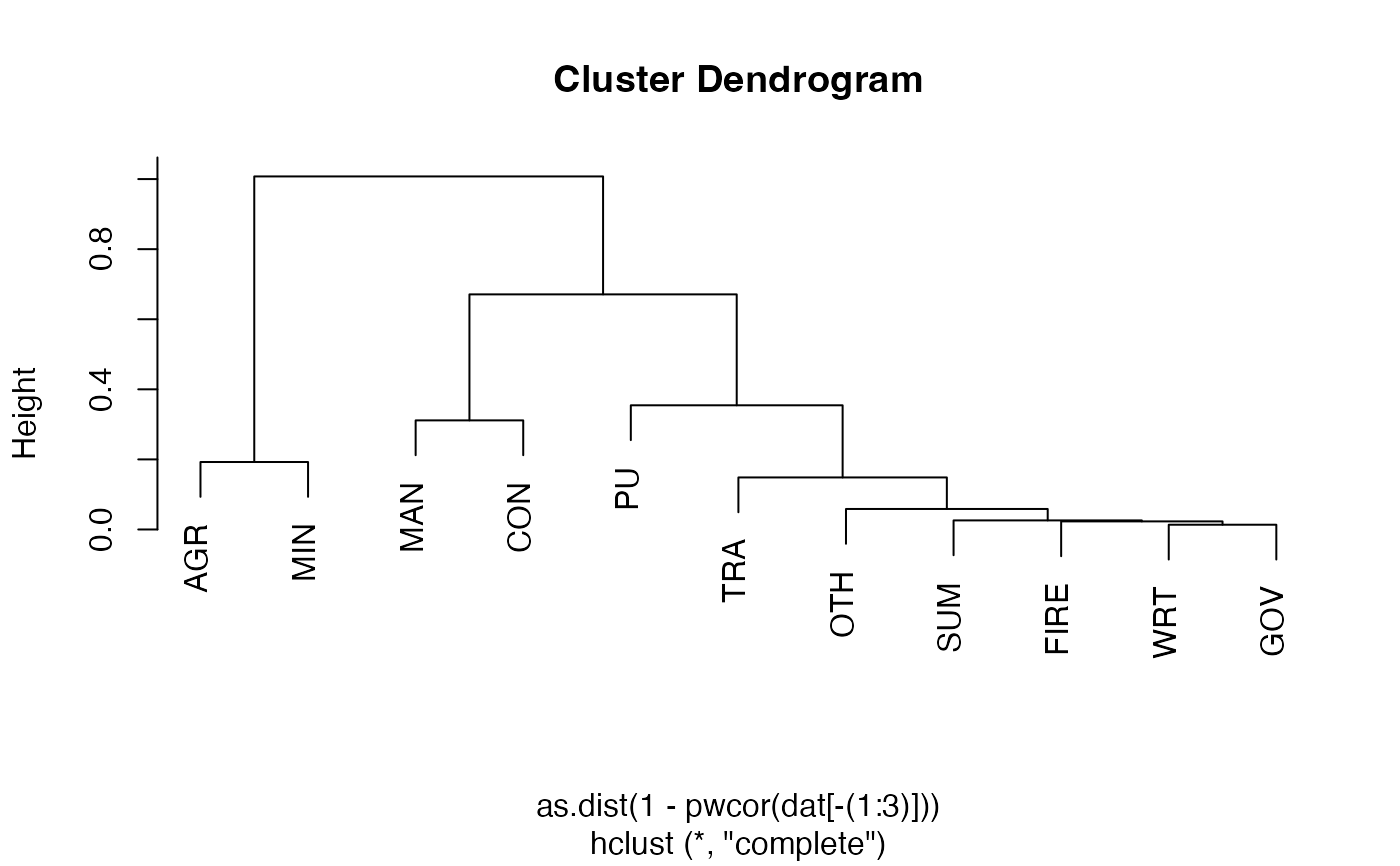 Cluster Dendrogram
Height
0.0
0.4
0.8
AGR
MIN
MAN
CON
PU
TRA
OTH
SUM
FIRE
WRT
GOV
as.dist(1 - pwcor(dat[-(1:3)]))
hclust (*, "complete")